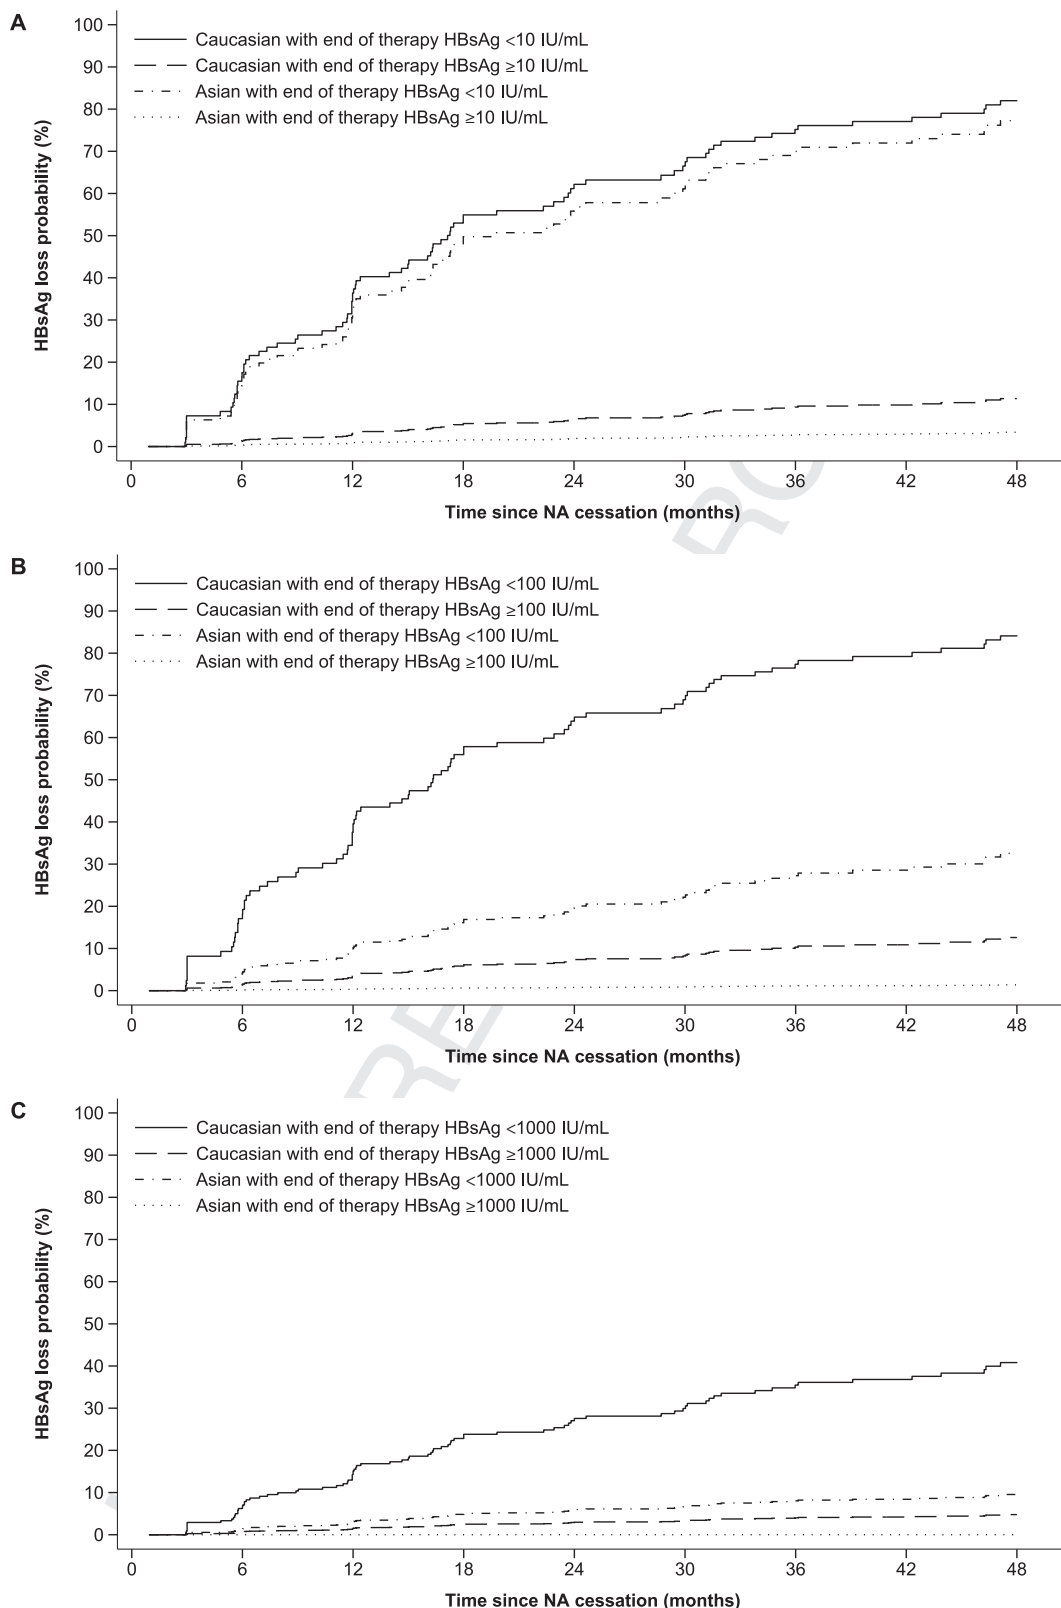 A
100
90
80
70
60
50
40
30
20
10
0
HBsAg loss probability (%)
Caucasian with end of therapy HBsAg <10 IU/mL
Caucasian with end of therapy HBsAg ≥10 IU/mL
Asian with end of therapy HBsAg <10 IU/mL
Asian with end of therapy HBsAg ≥10 IU/mL
0 6 12 18 24 30 36 42 48
Time since NA cessation (months)
B
100
90
80
70
60
50
40
30
20
10
0
HBsAg loss probability (%)
Caucasian with end of therapy HBsAg <100 IU/mL
Caucasian with end of therapy HBsAg ≥100 IU/mL
Asian with end of therapy HBsAg <100 IU/mL
Asian with end of therapy HBsAg ≥100 IU/mL
0 6 12 18 24 30 36 42 48
Time since NA cessation (months)
C
100
90
80
70
60
50
40
30
20
10
0
HBsAg loss probability (%)
Caucasian with end of therapy HBsAg <1000 IU/mL
Caucasian with end of therapy HBsAg ≥1000 IU/mL
Asian with end of therapy HBsAg <1000 IU/mL
Asian with end of therapy HBsAg ≥1000 IU/mL
0 6 12 18 24 30 36 42 48
Time since NA cessation (months)